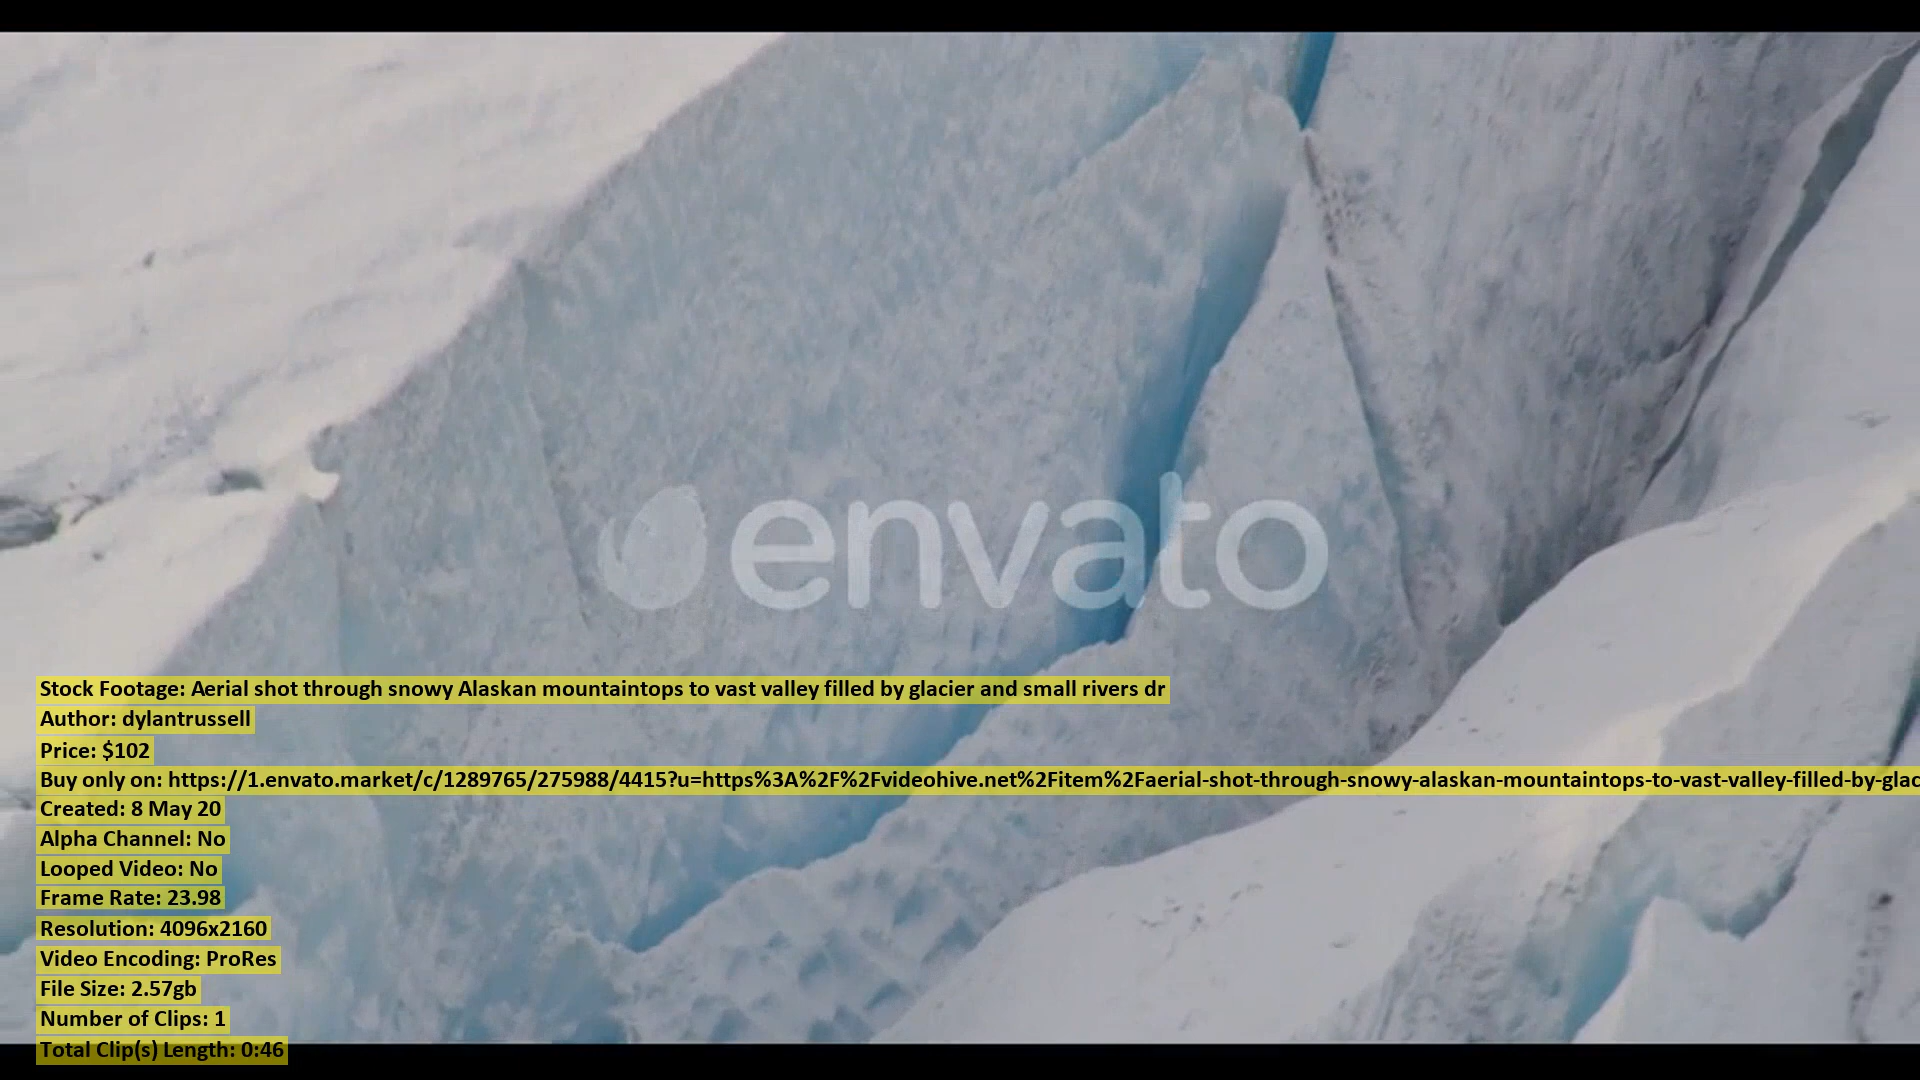 envato
Stock Footage: Aerial shot through snowy Alaskan mountaintops to vast valley filled by glacier and small rivers dr
Author: dylantrussell
Price: $102
Buy only on: https://1.envato.market/c/1289765/275988/4415?u=https%3A%2F%2Fvideohive.net%2Fitem%2Faerial-shot-through-snowy-alaskan-mountaintops-to-vast-valley-filled-by-glac
Created: 8 May 20
Alpha Channel: No
Looped Video: No
Frame Rate: 23.98
Resolution: 4096x2160
Video Encoding: ProRes
File Size: 2.57gb
Number of Clips: 1
Total Clip(s) Length: 0:46